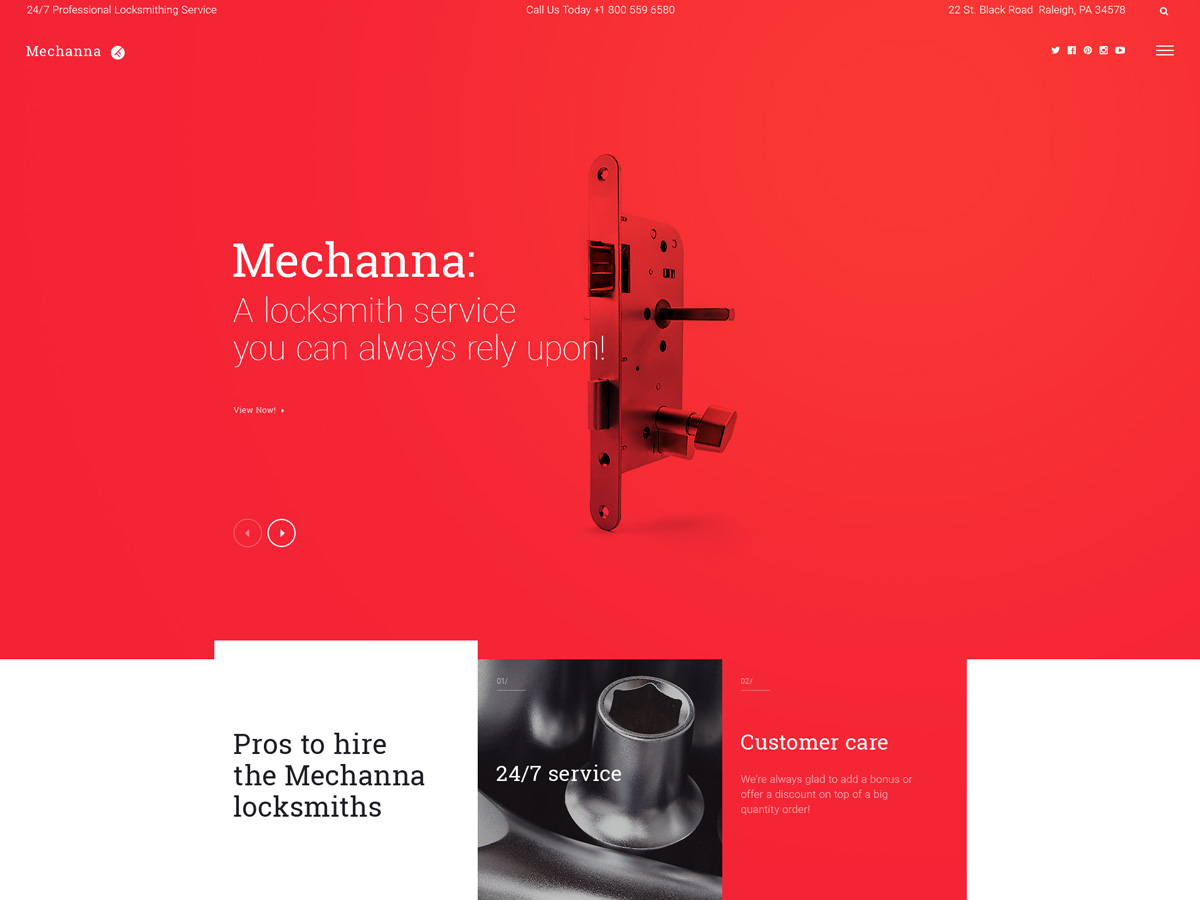 24/7 Professional Locksmithing Service
Call Us Today +1 800 559 6580
22 St. Black Road Raleigh, PA 34578
Mechanna
Mechanna:
A locksmith service
you can always rely upon!
View Now!
Pros to hire
the Mechanna
locksmiths
01/
24/7 service
02/
Customer care
We're always glad to add a bonus or
offer a discount on top of a big
quantity order!